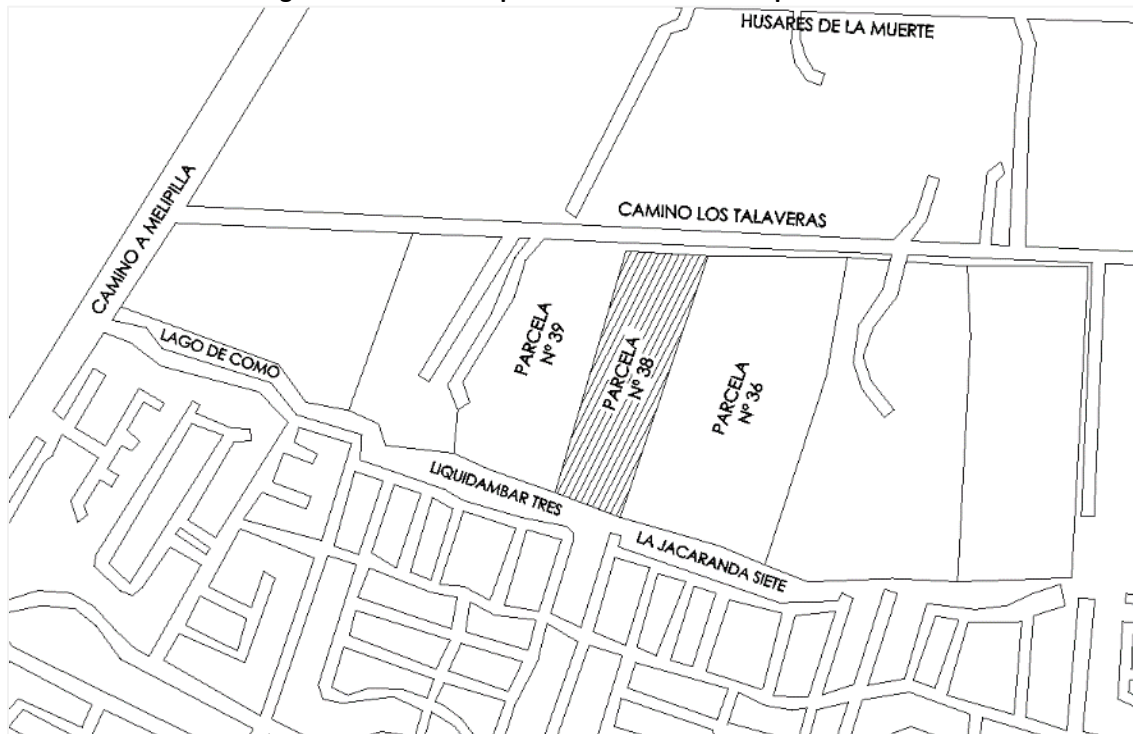 HUSARES DE LA MUERTE
CAMINO LOS TALAVERAS
CAMINO A MELIPILLA
LAGO DE COMO
PARCELA
Nº 39
PARCELA
Nº 38
PARCELA
Nº 36
LIQUIDAMBAR TRES
LA JACARANDA SIETE